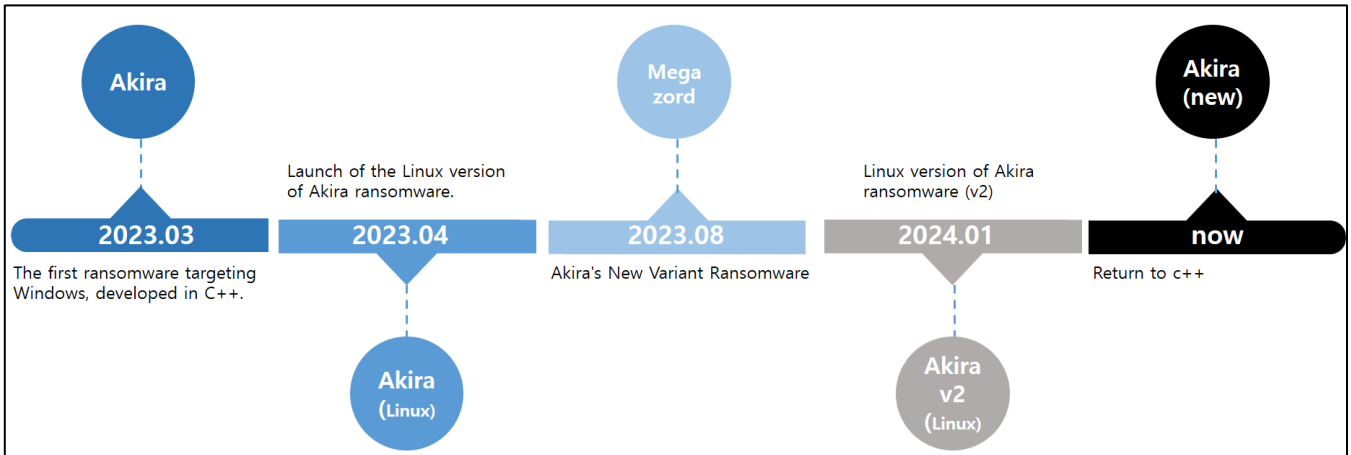 Akira
2023.03
The first ransomware targeting
Windows, developed in C++.
Launch of the Linux version
of Akira ransomware.
2023.04
Akira
(Linux)
Mega
zord
2023.08
Akira's New Variant Ransomware
Linux version of Akira
ransomware (v2)
2024.01
Akira
v2
(Linux)
Akira
(new)
now
Return to c++